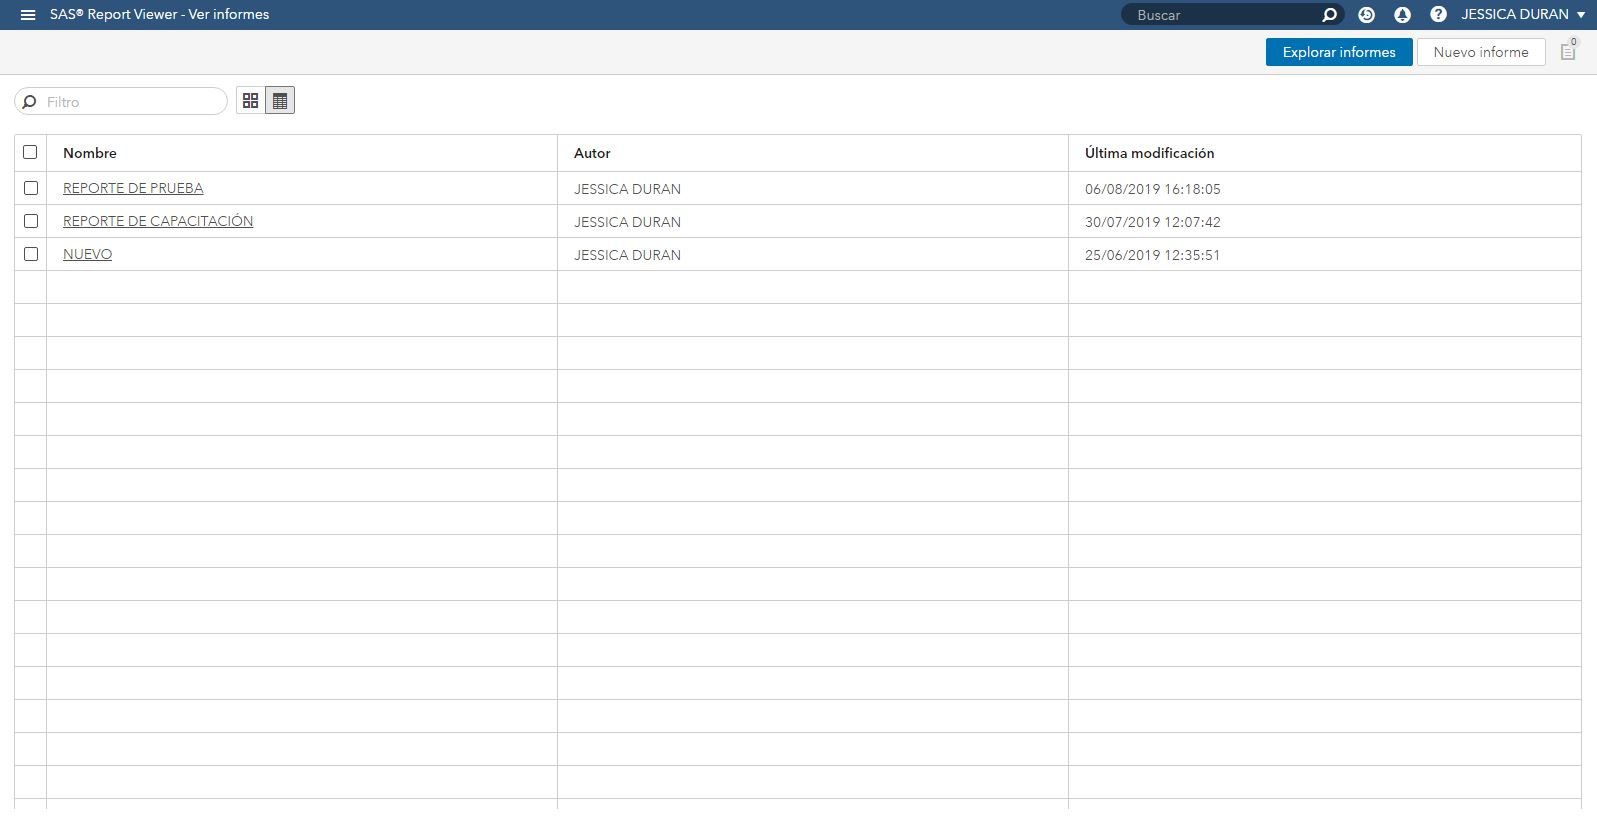 SAS® Report Viewer - Ver informes
Buscar
JESSICA DURAN
Explorar informes
Nuevo informe
0
Filtro
Nombre
Autor
Última modificación
REPORTE DE PRUEBA
JESSICA DURAN
06/08/2019 16:18:05
REPORTE DE CAPACITACIÓN
JESSICA DURAN
30/07/2019 12:07:42
NUEVO
JESSICA DURAN
25/06/2019 12:35:51